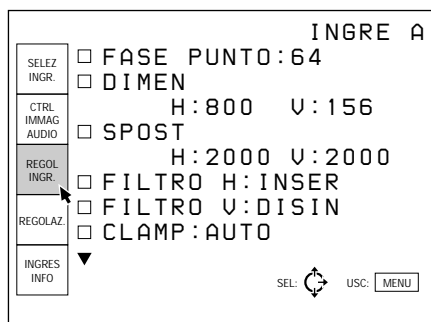 INGRE A
SELEZ
INGR.
CTRL
IMMAG
AUDIO
REGOL
INGR.
REGOLAZ.
INGRES
INFO
FASE PUNTO:64
DIMEN
H:800 V:156
SPOST
H:2000 V:2000
FILTRO H:INSER
FILTRO V:DISIN
CLAMP:AUTO
SEL: USC: MENU